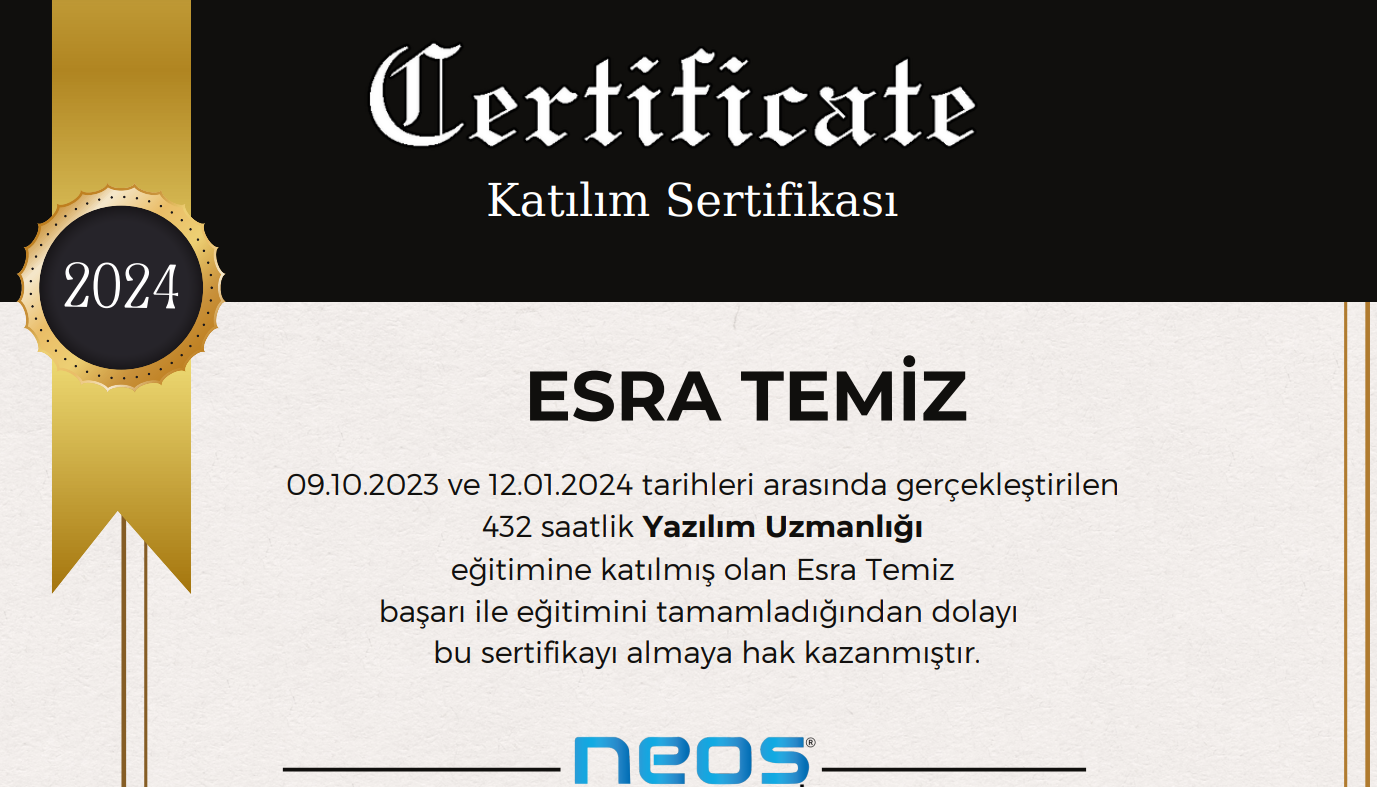 Certificate
Katılım Sertifikası
2024
ESRA TEMİZ
09.10.2023 ve 12.01.2024 tarihleri arasında gerçekleştirilen
432 saatlik Yazılım Uzmanlığı
eğitimine katılmış olan Esra Temiz
başarı ile eğitimini tamamladığından dolayı
bu sertifikayı almaya hak kazanmıştır.
neos®